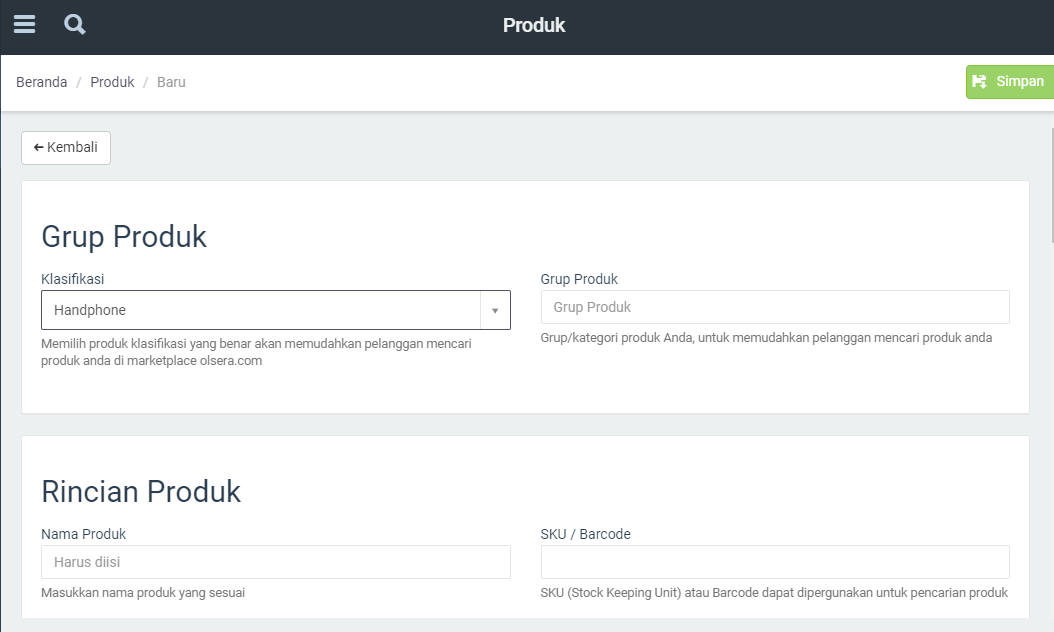 Produk
Beranda / Produk / Baru
Simpan
Kembali
Grup Produk
Klasifikasi
Handphone
Memilih produk klasifikasi yang benar akan memudahkan pelanggan mencari
produk anda di marketplace olsera.com
Grup Produk
Grup Produk
Grup/kategori produk Anda, untuk memudahkan pelanggan mencari produk anda
Rincian Produk
Nama Produk
Harus diisi
Masukkan nama produk yang sesuai
SKU / Barcode
SKU (Stock Keeping Unit) atau Barcode dapat dipergunakan untuk pencarian produk